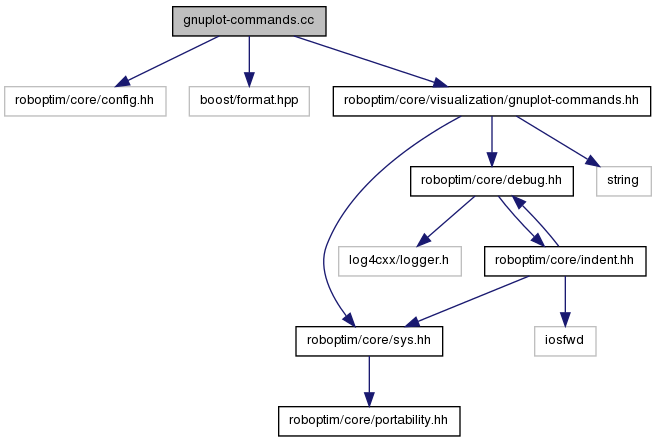 gnuplot-commands.cc
roboptim/core/config.hh
boost/format.hpp
roboptim/core/visualization/gnuplot-commands.hh
roboptim/core/debug.hh
string
log4cxx/logger.h
roboptim/core/indent.hh
roboptim/core/sys.hh
iosfwd
roboptim/core/portability.hh